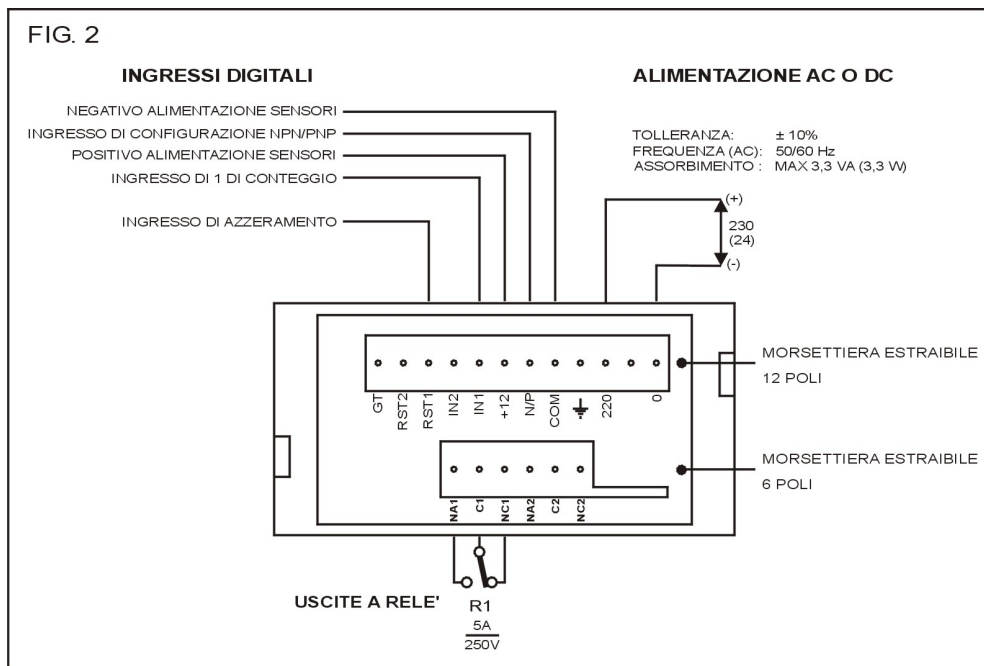 FIG. 2
INGRESSI DIGITALI
ALIMENTAZIONE AC O DC
NEGATIVO ALIMENTAZIONE SENSORI
INGRESSO DI CONFIGURAZIONE NPN/PNP
POSITIVO ALIMENTAZIONE SENSORI
INGRESSO DI 1 DI CONTEGGIO
INGRESSO DI AZZERAMENTO
TOLLERANZA: ± 10%
FREQUENZA (AC): 50/60 Hz
ASSORBIMENTO : MAX 3,3 VA (3,3 W)
(+)
230
(24)
(-)
MORSETTIERA ESTRAIBILE
12 POLI
GT
RST2
RST1
IN2
IN1
+12
N/P
COM
220
0
MORSETTIERA ESTRAIBILE
6 POLI
NA1
C1
NC1
NA2
C2
NC2
USCITE A RELE'
R1
5A
250V